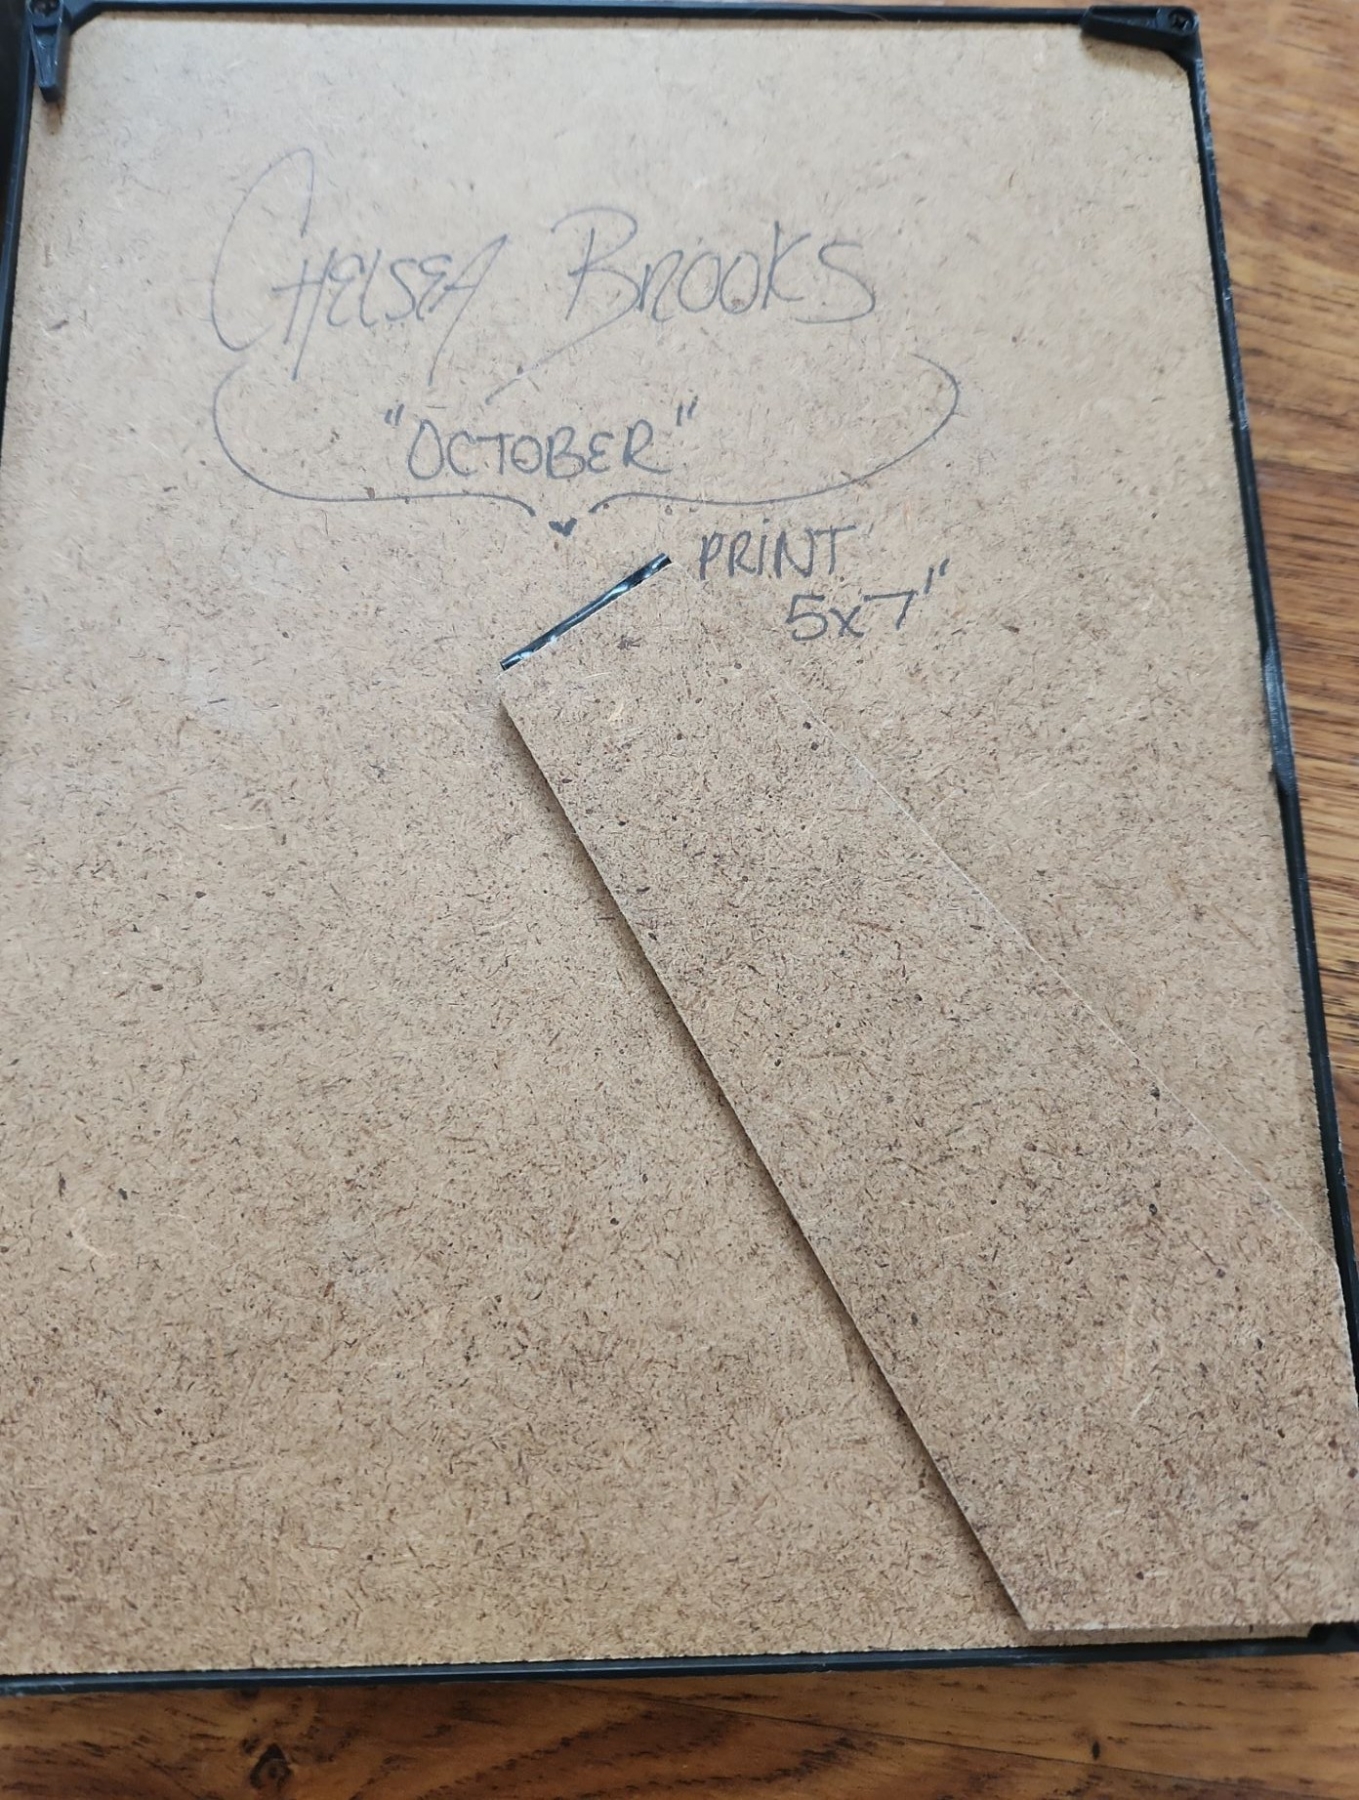 CHELSEA BROOKS
"OCTOBER"
PRINT
5x7"